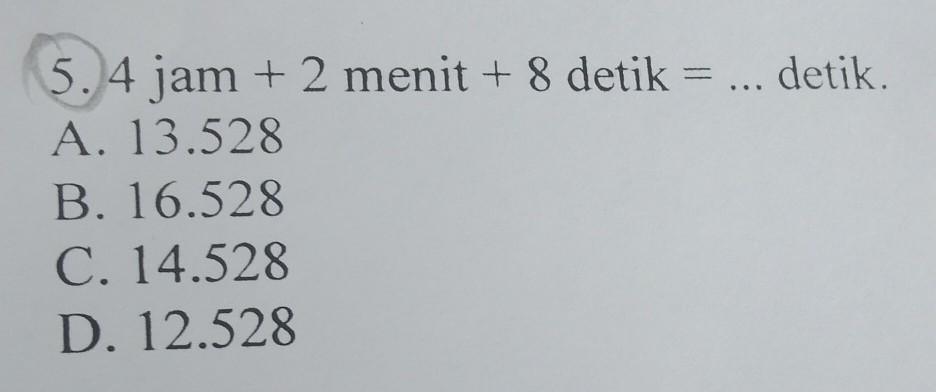 5. 4 jam + 2 menit + 8 detik = ... detik.
A. 13.528
B. 16.528
C. 14.528
D. 12.528